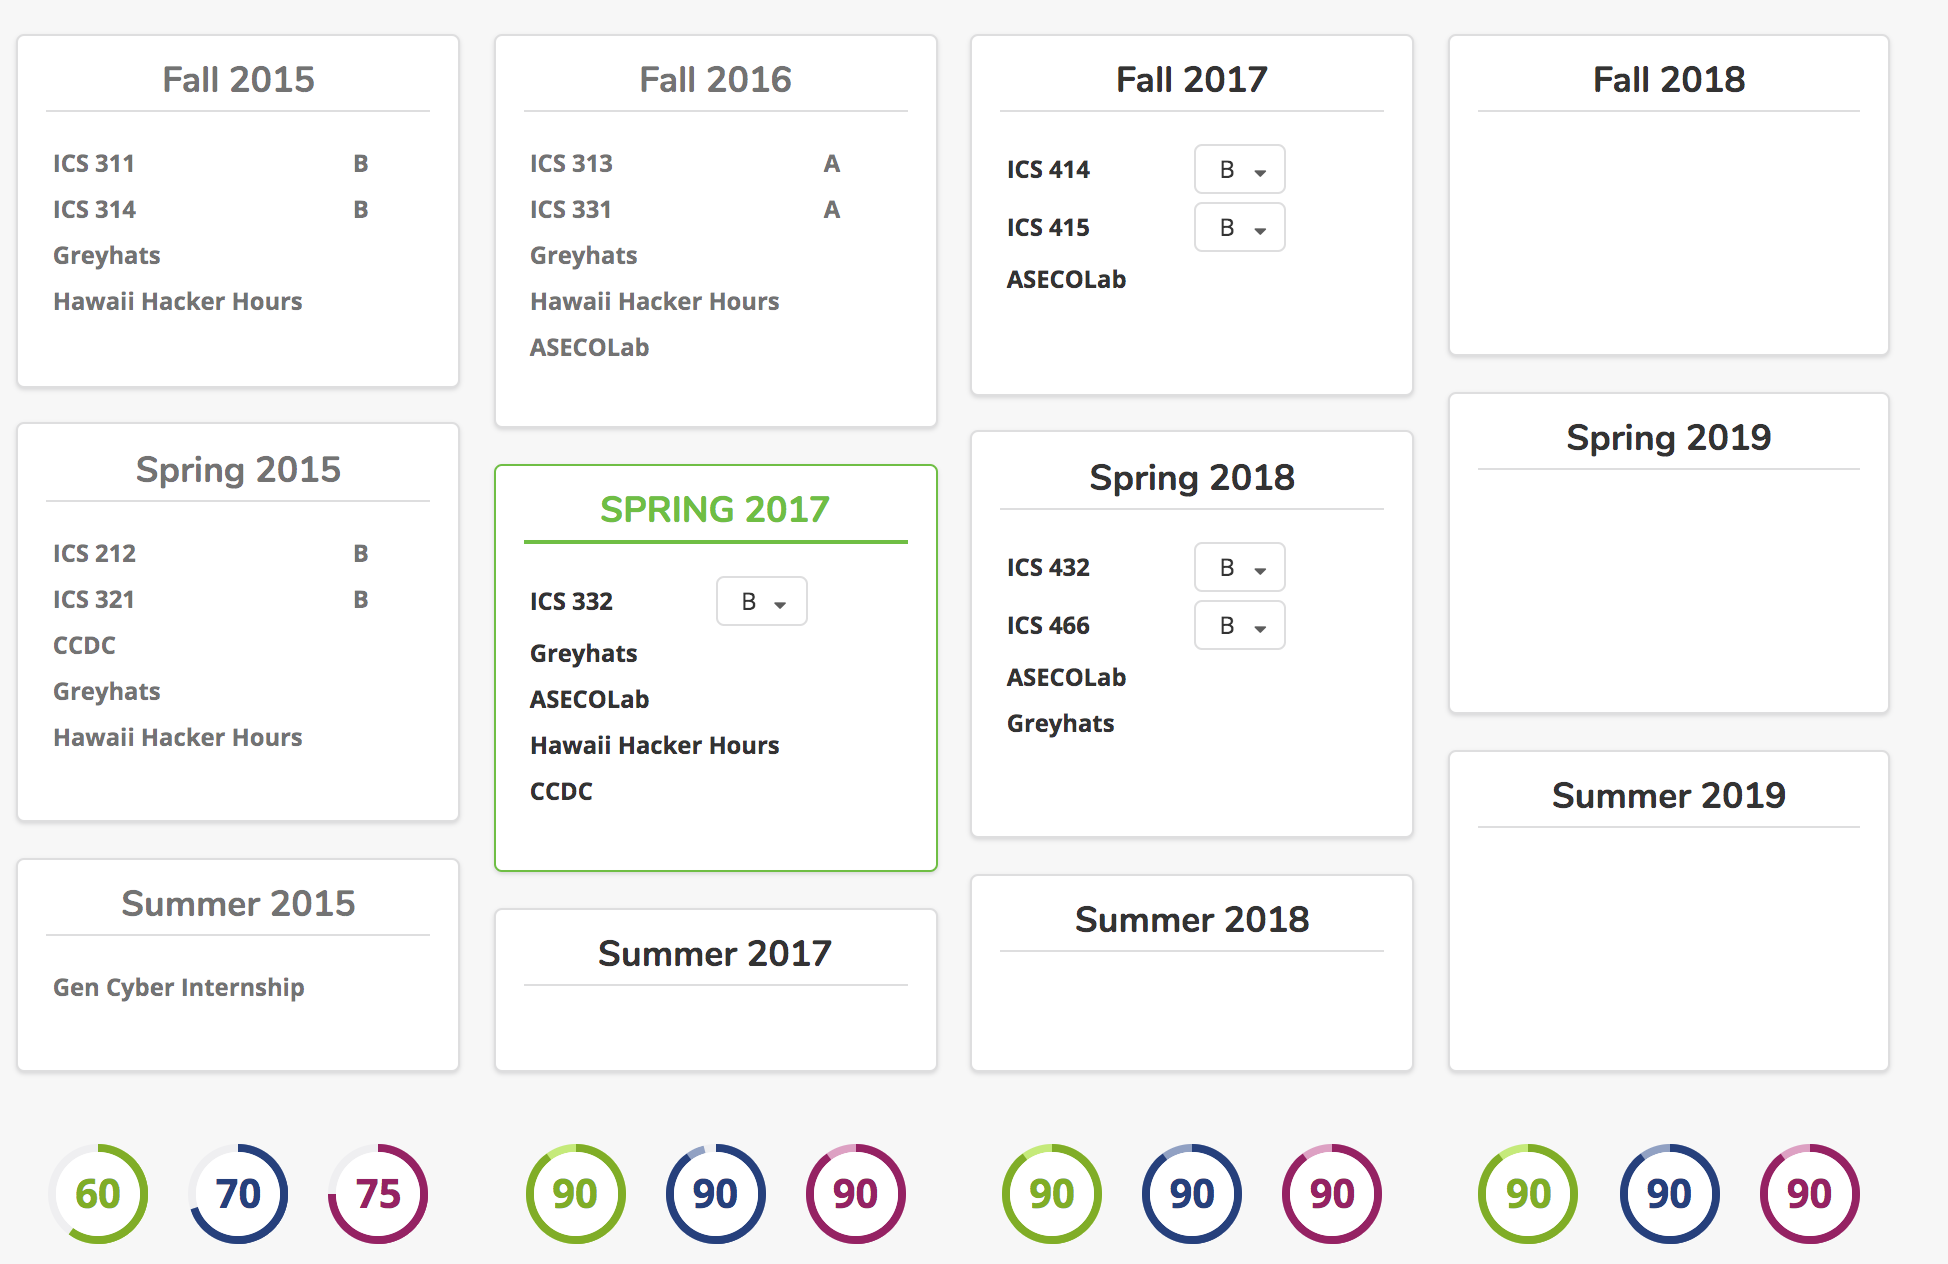 Fall 2015
ICS 311 B
ICS 314 B
Greyhats
Hawaii Hacker Hours
Spring 2015
ICS 212 B
ICS 321 B
CCDC
Greyhats
Hawaii Hacker Hours
Summer 2015
Gen Cyber Internship
60 70 75
Fall 2016
ICS 313 A
ICS 331 A
Greyhats
Hawaii Hacker Hours
ASECOLab
SPRING 2017
ICS 332 B
Greyhats
ASECOLab
Hawaii Hacker Hours
CCDC
Summer 2017
90 90 90
Fall 2017
ICS 414 B
ICS 415 B
ASECOLab
Spring 2018
ICS 432 B
ICS 466 B
ASECOLab
Greyhats
Summer 2018
90 90 90
Fall 2018
Spring 2019
Summer 2019
90 90 90